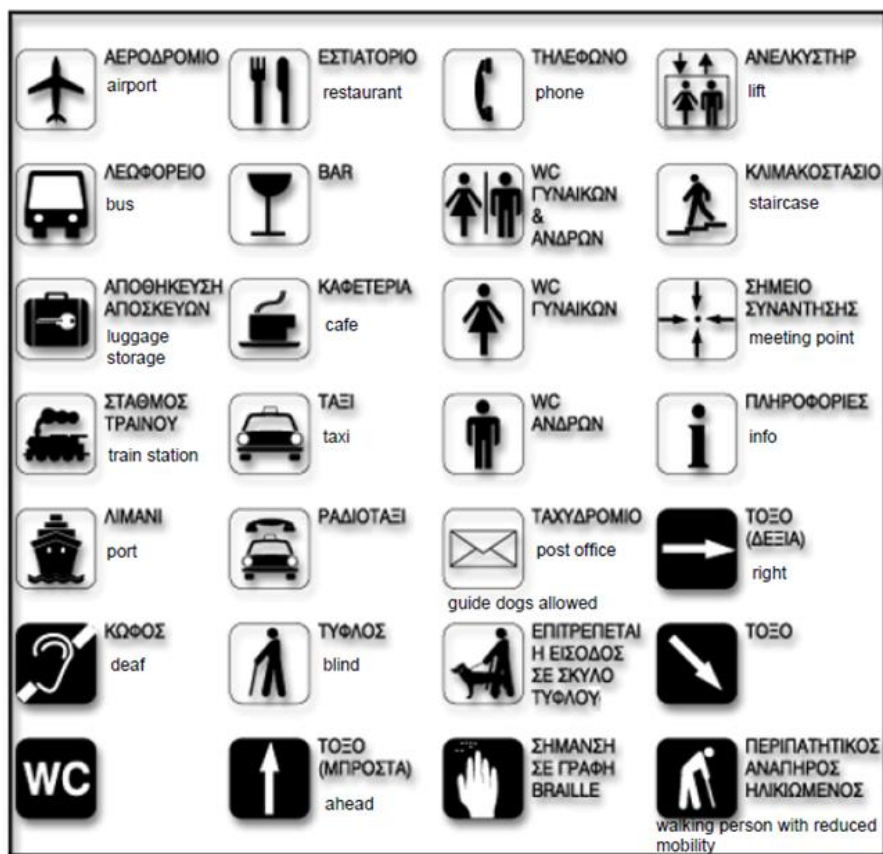 ΑΕΡΟΔΡΟΜΙΟ
airport
ΕΣΤΙΑΤΟΡΙΟ
restaurant
ΤΗΛΕΦΩΝΟ
phone
ΑΝΕΛΚΥΣΤΗΡ
lift
ΛΕΩΦΟΡΕΙΟ
bus
BAR
WC
ΓΥΝΑΙΚΩΝ
&
ΑΝΔΡΩΝ
ΚΛΙΜΑΚΟΣΤΑΣΙΟ
staircase
ΑΠΟΘΗΚΕΥΣΗ
ΑΠΟΣΚΕΥΩΝ
luggage
storage
ΚΑΦΕΤΕΡΙΑ
cafe
WC
ΓΥΝΑΙΚΩΝ
ΣΗΜΕΙΟ
ΣΥΝΑΝΤΗΣΗΣ
meeting point
ΣΤΑΘΜΟΣ
ΤΡΑΙΝΟΥ
train station
ΤΑΞΙ
taxi
WC
ΑΝΔΡΩΝ
ΠΛΗΡΟΦΟΡΙΕΣ
info
ΛΙΜΑΝΙ
port
ΡΑΔΙΟΤΑΞΙ
ΤΑΧΥΔΡΟΜΙΟ
post office
ΤΟΞΟ
(ΔΕΞΙΑ)
right
ΚΩΦΟΣ
deaf
ΤΥΦΛΟΣ
blind
guide dogs allowed
ΕΠΙΤΡΕΠΕΤΑΙ
Η ΕΙΣΟΔΟΣ
ΣΕ ΣΚΥΛΟ
ΤΥΦΛΟΥ
ΤΟΞΟ
WC
ΤΟΞΟ
(ΜΠΡΟΣΤΑ)
ahead
ΣΗΜΑΝΣΗ
ΣΕ ΓΡΑΦΗ
BRAILLE
ΠΕΡΙΠΑΤΗΤΙΚΟΣ
ΑΝΑΠΗΡΟΣ
ΗΛΙΚΙΩΜΕΝΟΣ
walking person with reduced
mobility